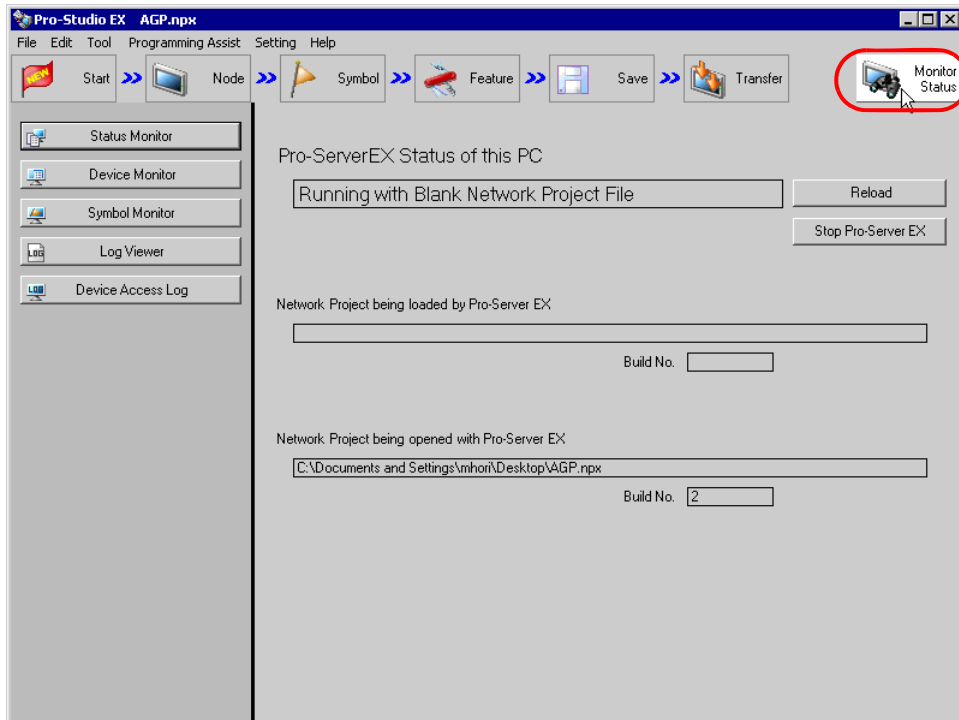 Pro-Studio EX AGP.npx
File Edit Tool Programming Assist Setting Help
NEW Start Node Symbol Feature Save Transfer Monitor Status
Status Monitor
Device Monitor
Symbol Monitor
LOG Log Viewer
LOG Device Access Log
Pro-ServerEX Status of this PC
Running with Blank Network Project File
Reload
Stop Pro-Server EX
Network Project being loaded by Pro-Server EX
Build No.
Network Project being opened with Pro-Server EX
C:\Documents and Settings\mhori\Desktop\AGP.npx
Build No. 2